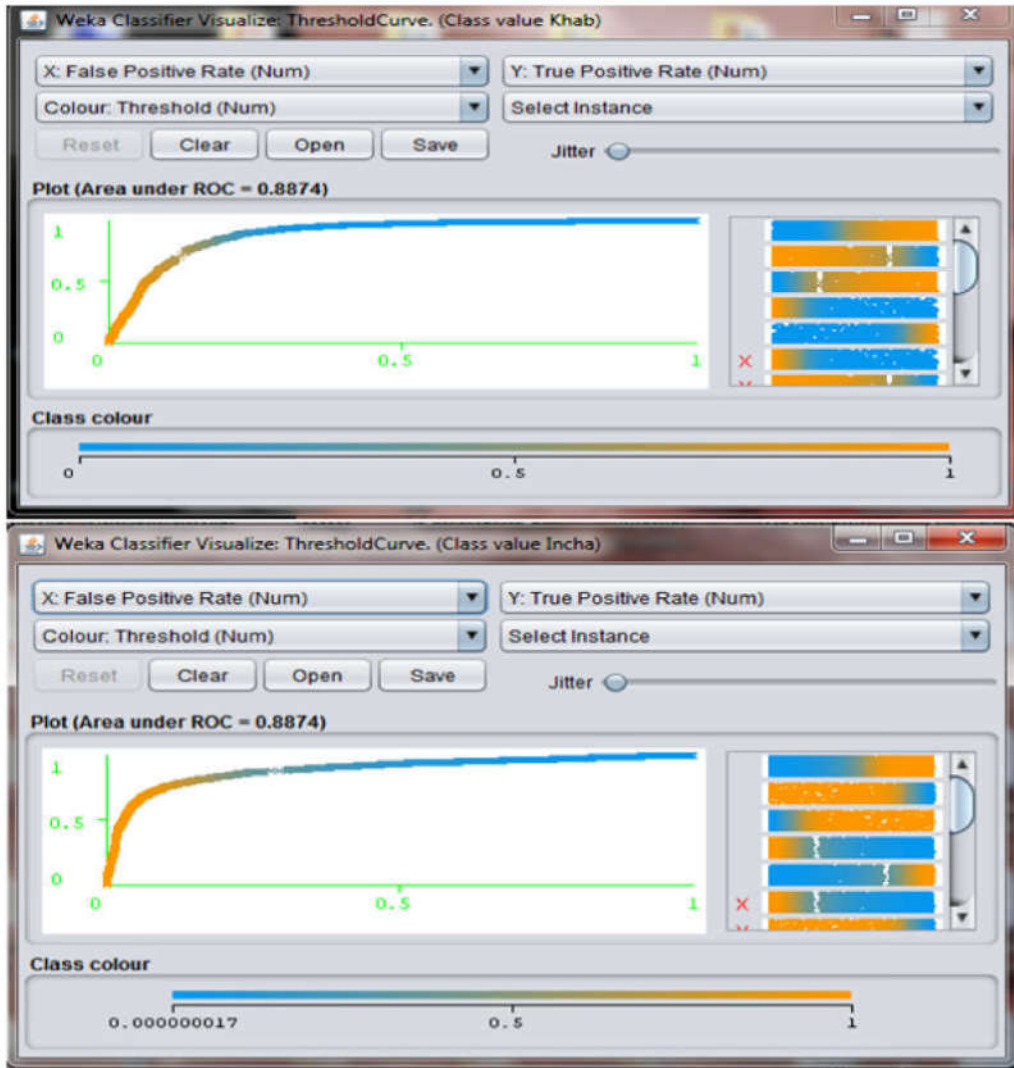 Weka Classifier Visualize: ThresholdCurve. (Class value Khab)
X: False Positive Rate (Num) Y: True Positive Rate (Num)
Colour: Threshold (Num) Select Instance
Reset Clear Open Save Jitter
Plot (Area under ROC = 0.8874)
1
0.5
0
0 0.5 1
X
Y
Class colour
0 0.5 1
Weka Classifier Visualize: ThresholdCurve. (Class value Incha)
X: False Positive Rate (Num) Y: True Positive Rate (Num)
Colour: Threshold (Num) Select Instance
Reset Clear Open Save Jitter
Plot (Area under ROC = 0.8874)
1
0.5
0
0 0.5 1
X
Y
Class colour
0.000000017 0.5 1